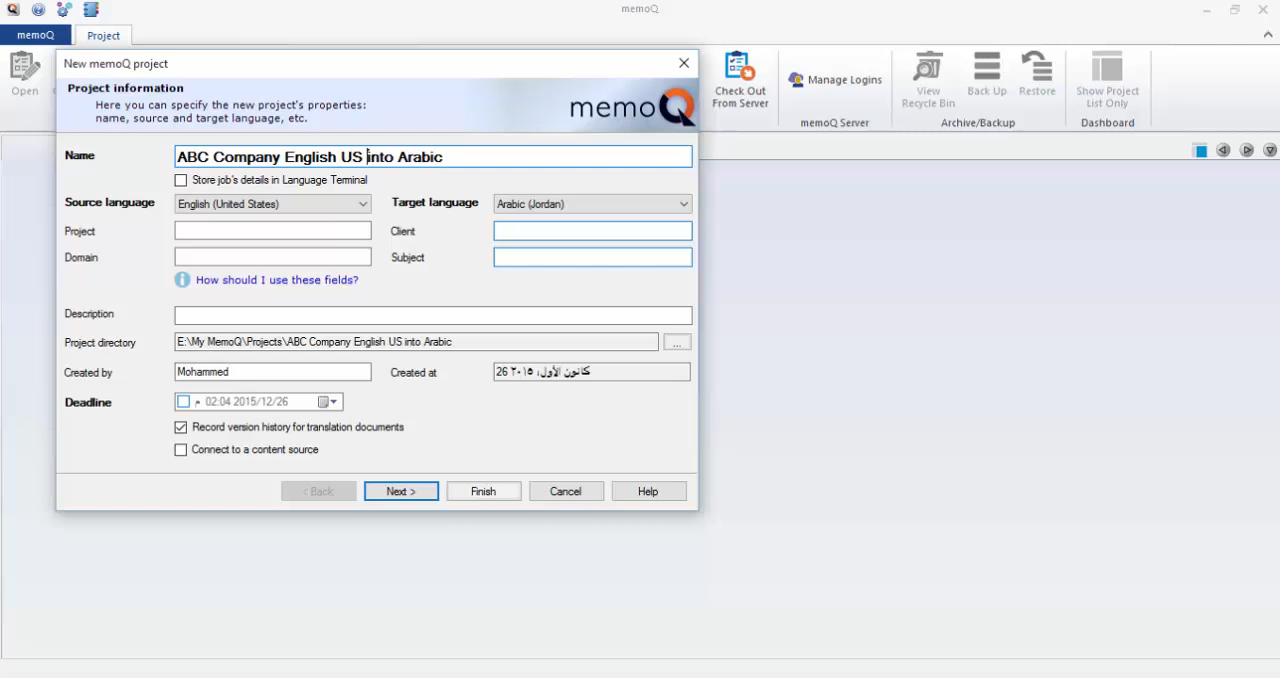 memoQ
memoQ
Project
Open
Check Out
From Server
Manage Logins
memoQ Server
View
Recycle Bin
Back Up
Restore
Archive/Backup
Show Project
List Only
Dashboard
New memoQ project
Project information
Here you can specify the new project's properties:
name, source and target language, etc.
memoQ
Name
ABC Company English US into Arabic
Store job's details in Language Terminal
Source language
English (United States)
Target language
Arabic (Jordan)
Project
Client
Domain
Subject
How should I use these fields?
Description
Project directory
E:\My MemoQ\Projects\ABC Company English US into Arabic
...
Created by
Mohammed
Created at
26 كانون الأول، ٢٠١٥
Deadline
م 02:04 2015/12/26
Record version history for translation documents
Connect to a content source
< Back
Next >
Finish
Cancel
Help